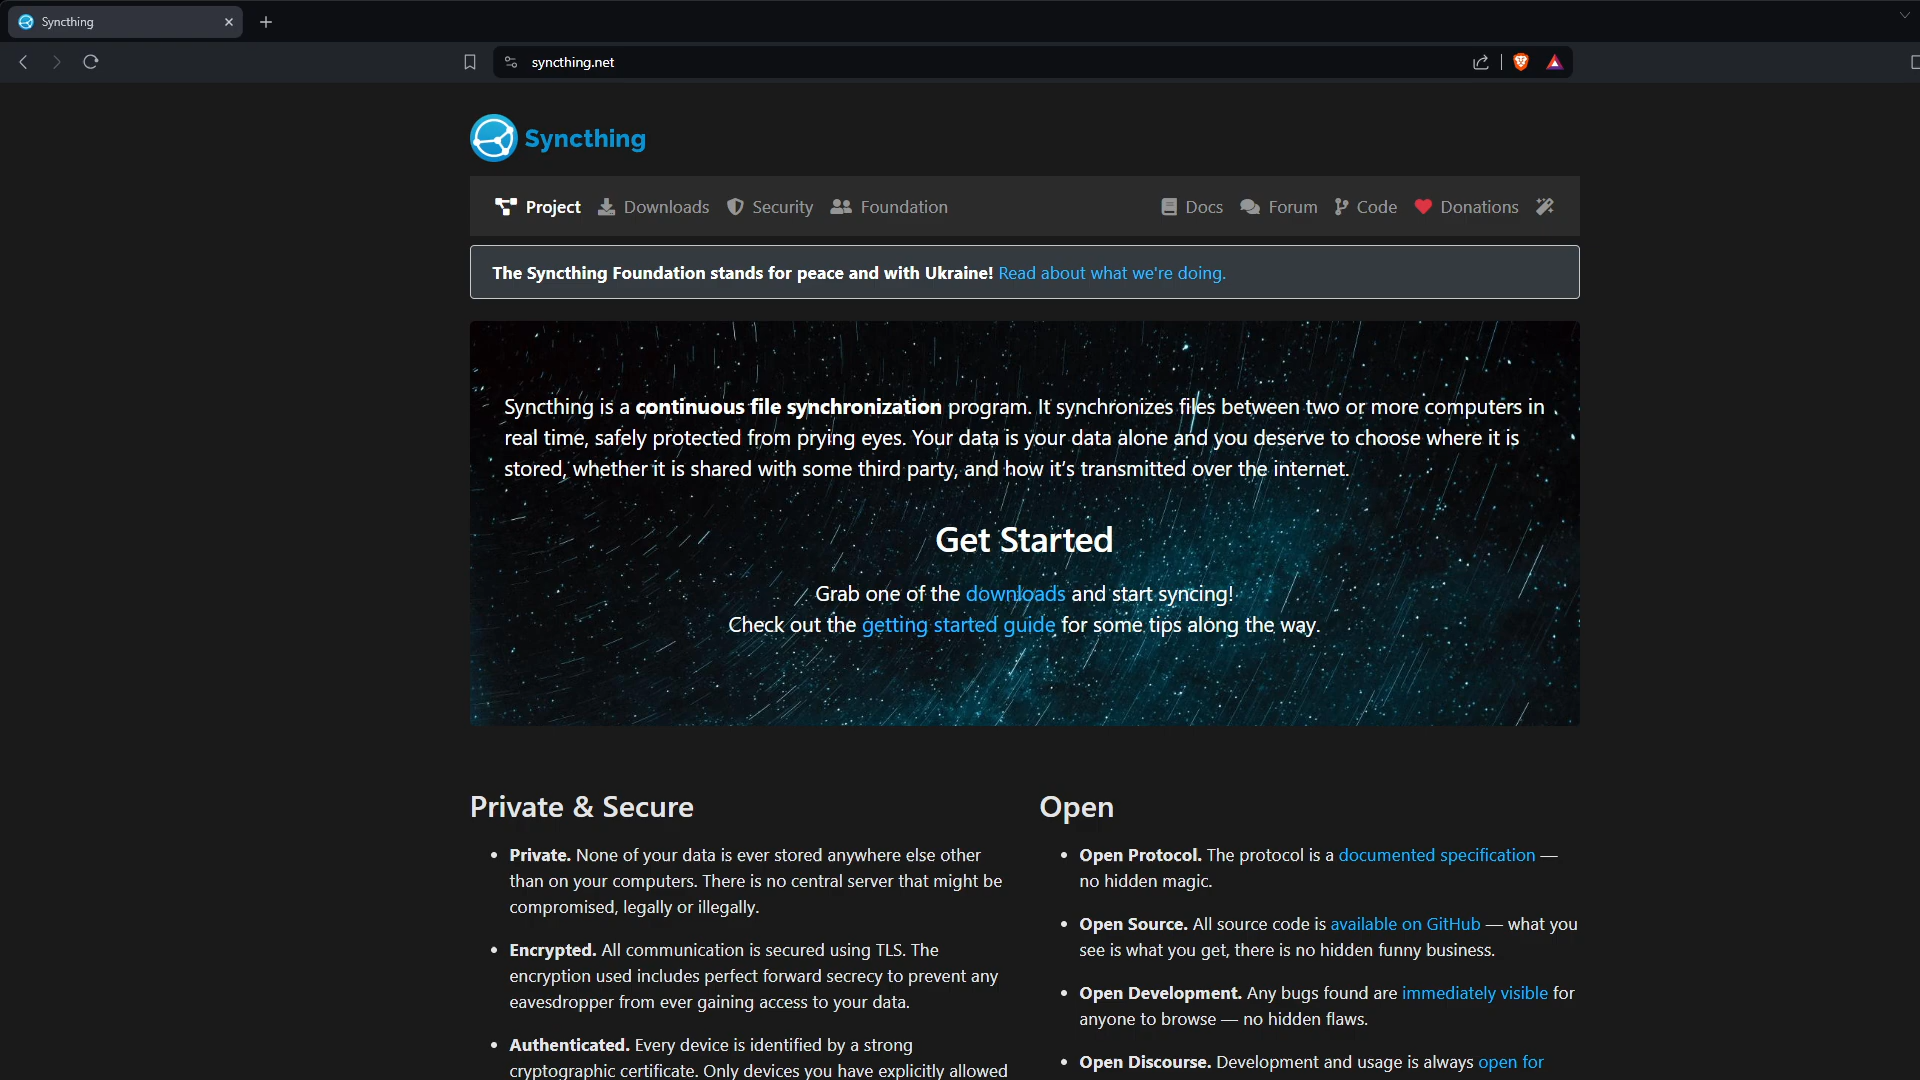 Syncthing
syncthing.net
Syncthing
Project Downloads Security Foundation Docs Forum Code Donations
The Syncthing Foundation stands for peace and with Ukraine! Read about what we're doing.
Syncthing is a continuous file synchronization program. It synchronizes files between two or more computers in
real time, safely protected from prying eyes. Your data is your data alone and you deserve to choose where it is
stored, whether it is shared with some third party, and how it’s transmitted over the internet.
Get Started
Grab one of the downloads and start syncing!
Check out the getting started guide for some tips along the way.
Private & Secure
• Private. None of your data is ever stored anywhere else other
than on your computers. There is no central server that might be
compromised, legally or illegally.
• Encrypted. All communication is secured using TLS. The
encryption used includes perfect forward secrecy to prevent any
eavesdropper from ever gaining access to your data.
• Authenticated. Every device is identified by a strong
cryptographic certificate. Only devices you have explicitly allowed
Open
• Open Protocol. The protocol is a documented specification —
no hidden magic.
• Open Source. All source code is available on GitHub — what you
see is what you get, there is no hidden funny business.
• Open Development. Any bugs found are immediately visible for
anyone to browse — no hidden flaws.
• Open Discourse. Development and usage is always open for